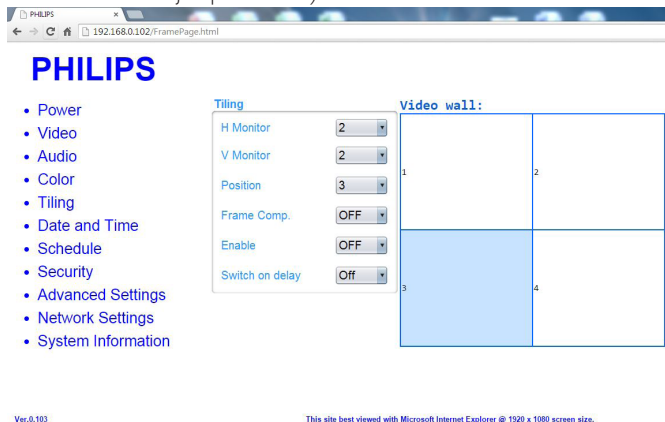 PHILIPS
192.168.0.102/FramePage.html
PHILIPS
• Power
• Video
• Audio
• Color
• Tiling
• Date and Time
• Schedule
• Security
• Advanced Settings
• Network Settings
• System Information
Tiling
H Monitor 2
V Monitor 2
Position 3
Frame Comp. OFF
Enable OFF
Switch on delay Off
Video wall:
1 2
3 4
Ver.0.103
This site best viewed with Microsoft Internet Explorer @ 1920 x 1080 screen size.